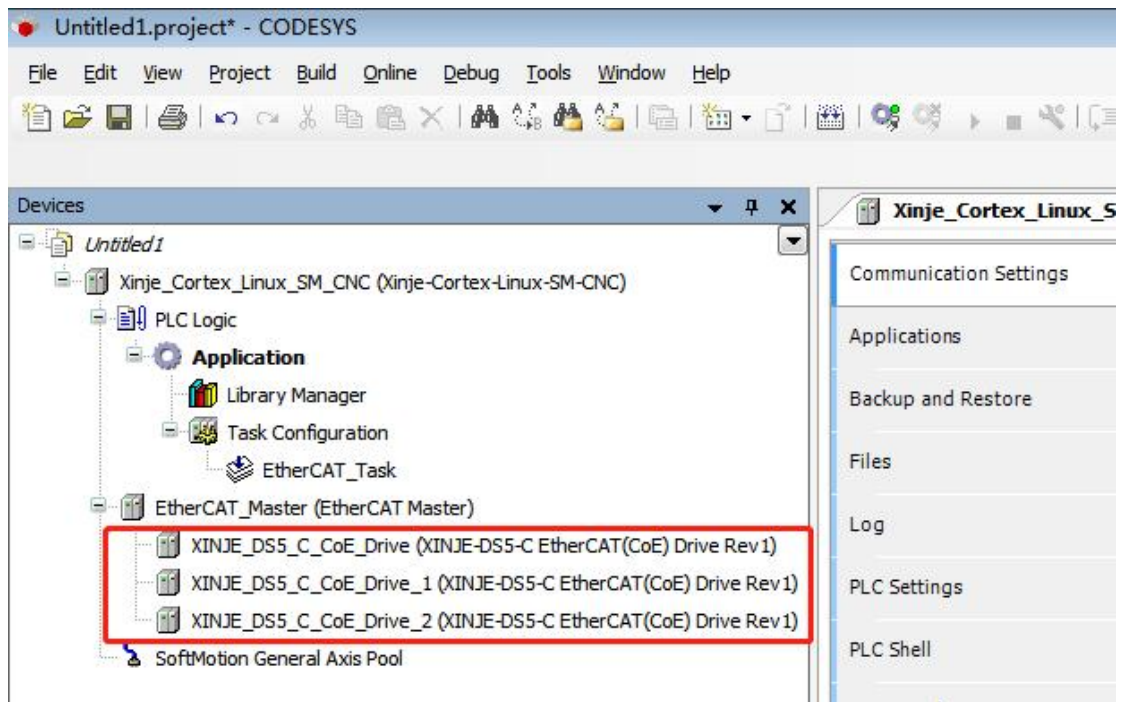 Untitled1.project* - CODESYS
File Edit View Project Build Online Debug Tools Window Help
Devices
Xinje_Cortex_Linux_S
Untitled1
Xinje_Cortex_Linux_SM_CNC (Xinje-Cortex-Linux-SM-CNC)
PLC Logic
Application
Library Manager
Task Configuration
EtherCAT_Task
EtherCAT_Master (EtherCAT Master)
XINJE_DS5_C_CoE_Drive (XINJE-DS5-C EtherCAT(CoE) Drive Rev1)
XINJE_DS5_C_CoE_Drive_1 (XINJE-DS5-C EtherCAT(CoE) Drive Rev1)
XINJE_DS5_C_CoE_Drive_2 (XINJE-DS5-C EtherCAT(CoE) Drive Rev1)
SoftMotion General Axis Pool
Communication Settings
Applications
Backup and Restore
Files
Log
PLC Settings
PLC Shell